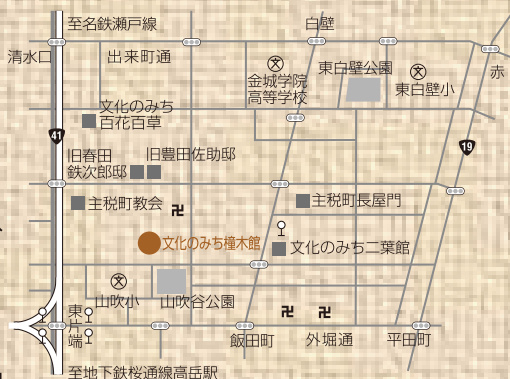 至名鉄瀬戸線
白壁
清水口
出来町通
赤
金城学院
高等学校
東白壁公園
東白壁小
文化のみち
百花百草
41
19
旧春田
鉄次郎邸
旧豊田佐助邸
主税町教会
主税町長屋門
文化のみち橦木館
文化のみち二葉館
山吹小
山吹谷公園
東片端
飯田町
外堀通
平田町
至地下鉄桜通線高岳駅